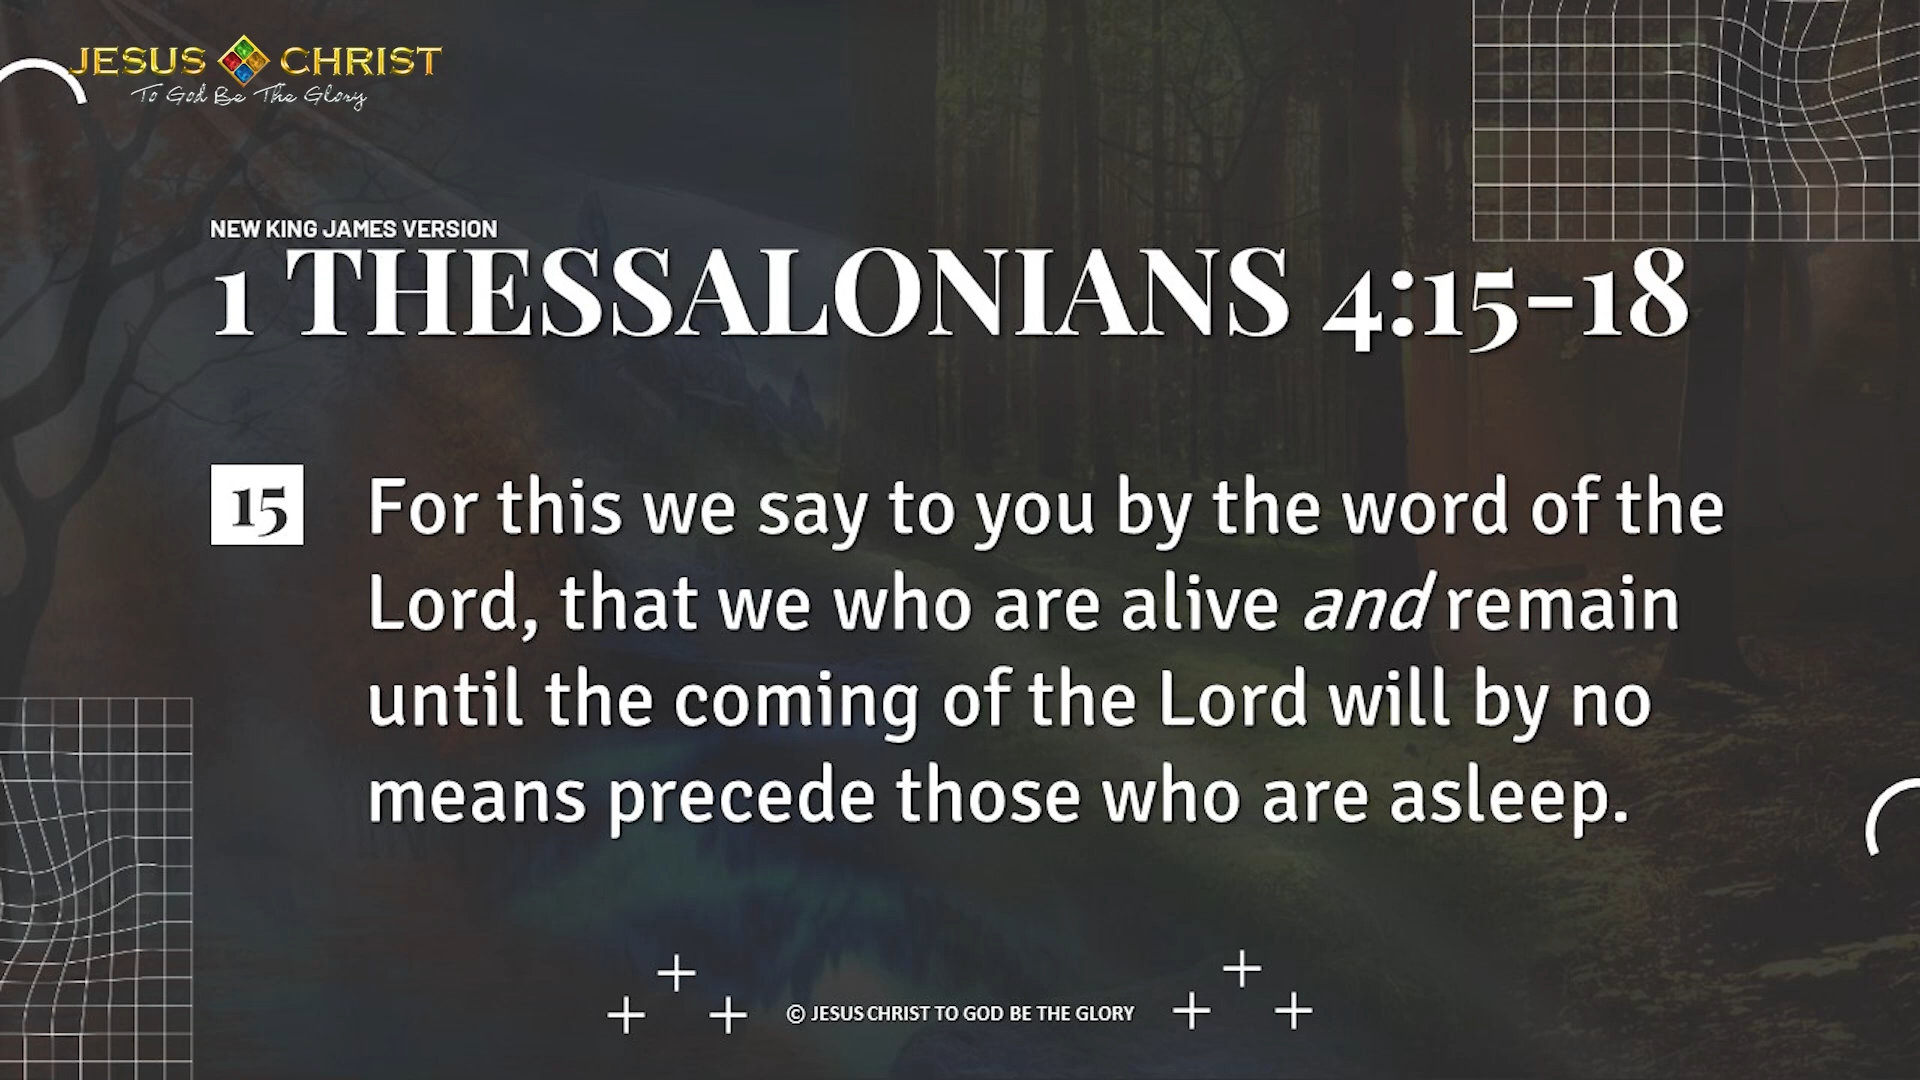 JESUS CHRIST
To God Be The Glory
NEW KING JAMES VERSION
1 THESSALONIANS 4:15-18
15 For this we say to you by the word of the
Lord, that we who are alive and remain
until the coming of the Lord will by no
means precede those who are asleep.
© JESUS CHRIST TO GOD BE THE GLORY